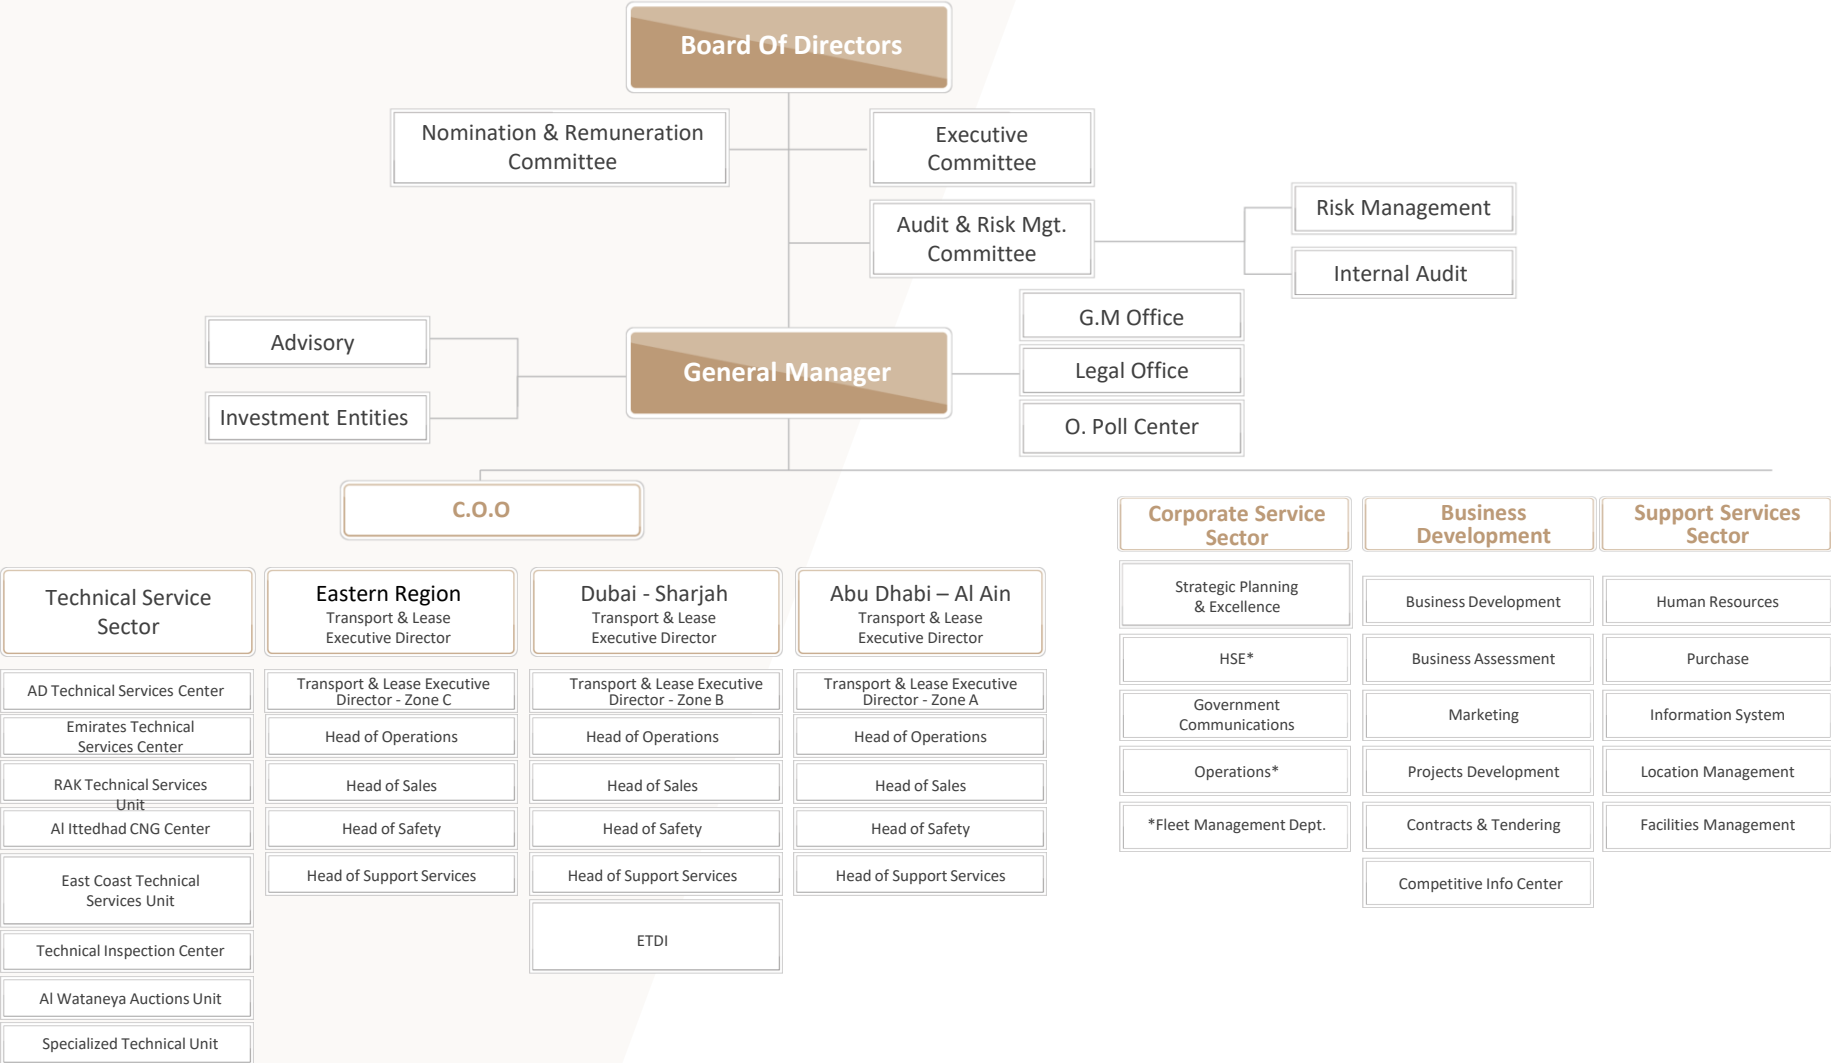 Board Of Directors
Nomination & Remuneration
Committee
Executive
Committee
Audit & Risk Mgt.
Committee
Risk Management
Internal Audit
G.M Office
Advisory
General Manager
Legal Office
Investment Entities
O. Poll Center
C.O.O
Technical Service
Sector
AD Technical Services Center
Emirates Technical
Services Center
RAK Technical Services
Unit
Al Ittedhad CNG Center
East Coast Technical
Services Unit
Technical Inspection Center
Al Wataneya Auctions Unit
Specialized Technical Unit
Eastern Region
Transport & Lease
Executive Director
Transport & Lease Executive
Director - Zone C
Head of Operations
Head of Sales
Head of Safety
Head of Support Services
Dubai - Sharjah
Transport & Lease
Executive Director
Transport & Lease Executive
Director - Zone B
Head of Operations
Head of Sales
Head of Safety
Head of Support Services
ETDI
Abu Dhabi – Al Ain
Transport & Lease
Executive Director
Transport & Lease Executive
Director - Zone A
Head of Operations
Head of Sales
Head of Safety
Head of Support Services
Corporate Service
Sector
Strategic Planning
& Excellence
HSE*
Government
Communications
Operations*
*Fleet Management Dept.
Business
Development
Business Development
Business Assessment
Marketing
Projects Development
Contracts & Tendering
Competitive Info Center
Support Services
Sector
Human Resources
Purchase
Information System
Location Management
Facilities Management